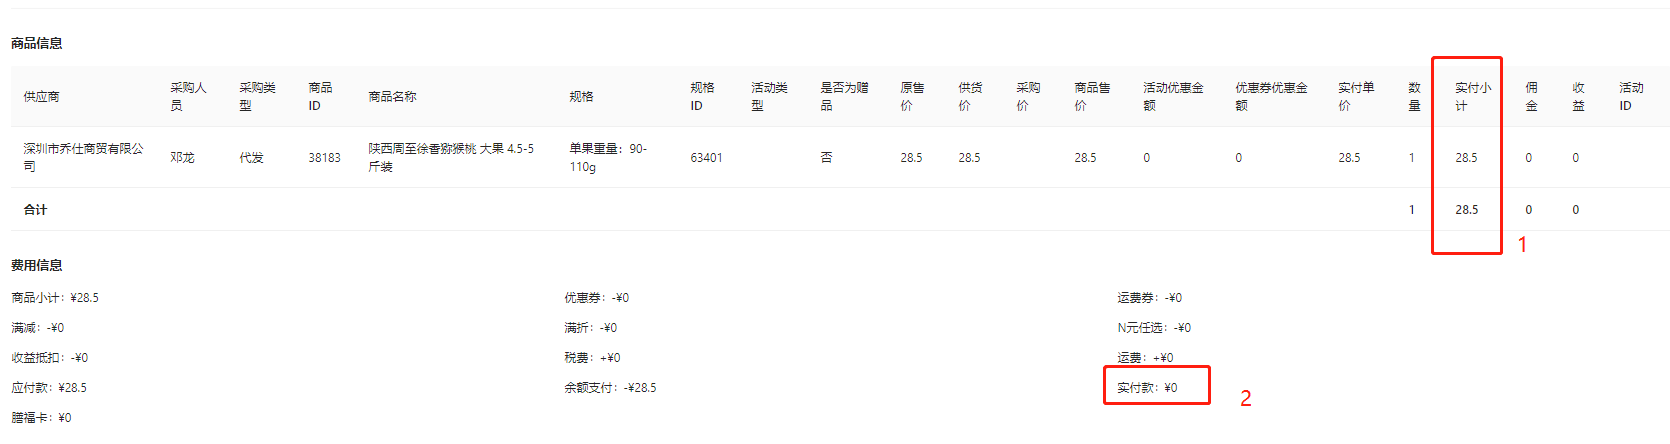 商品信息
供应商 采购人员 采购类型 商品ID 商品名称 规格 规格ID 活动类型 是否为赠品 原售价 供货价 采购价 商品售价 活动优惠金额 优惠券优惠金额 实付单价 数量 实付小计 佣金 收益 活动ID
深圳市乔仕商贸有限公司 邓龙 代发 38183 陕西周至徐香猕猴桃 大果 4.5-5斤装 单果重量：90-110g 63401 否 28.5 28.5 28.5 0 0 28.5 1 28.5 0 0
合计 1 28.5 0 0
1
费用信息
商品小计：¥28.5 优惠券：-¥0 运费券：-¥0
满减：-¥0 满折：-¥0 N元任选：-¥0
收益抵扣：-¥0 税费：+¥0 运费：+¥0
应付款：¥28.5 余额支付：-¥28.5 实付款：¥0
2
膳福卡：¥0